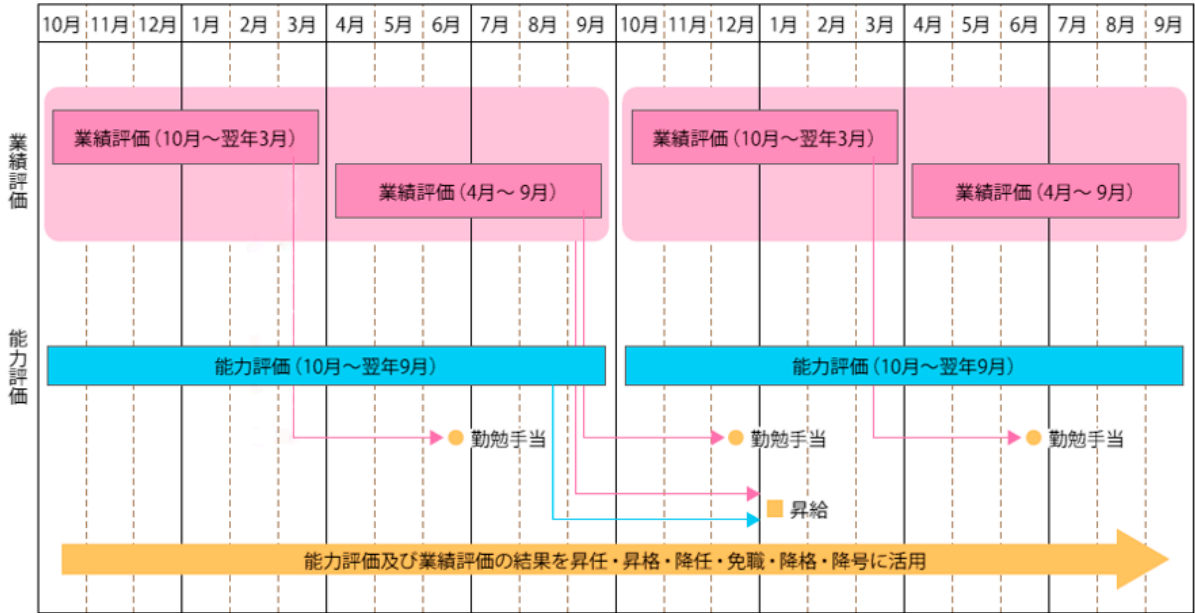 10月 11月 12月 1月 2月 3月 4月 5月 6月 7月 8月 9月 10月 11月 12月 1月 2月 3月 4月 5月 6月 7月 8月 9月
業績評価
業績評価（10月～翌年3月）
業績評価（10月～翌年3月）
業績評価（4月～ 9月）
業績評価（4月～ 9月）
能力評価
能力評価（10月～翌年9月）
能力評価（10月～翌年9月）
勤勉手当
勤勉手当
勤勉手当
昇給
能力評価及び業績評価の結果を昇任・昇格・降任・免職・降格・降号に活用